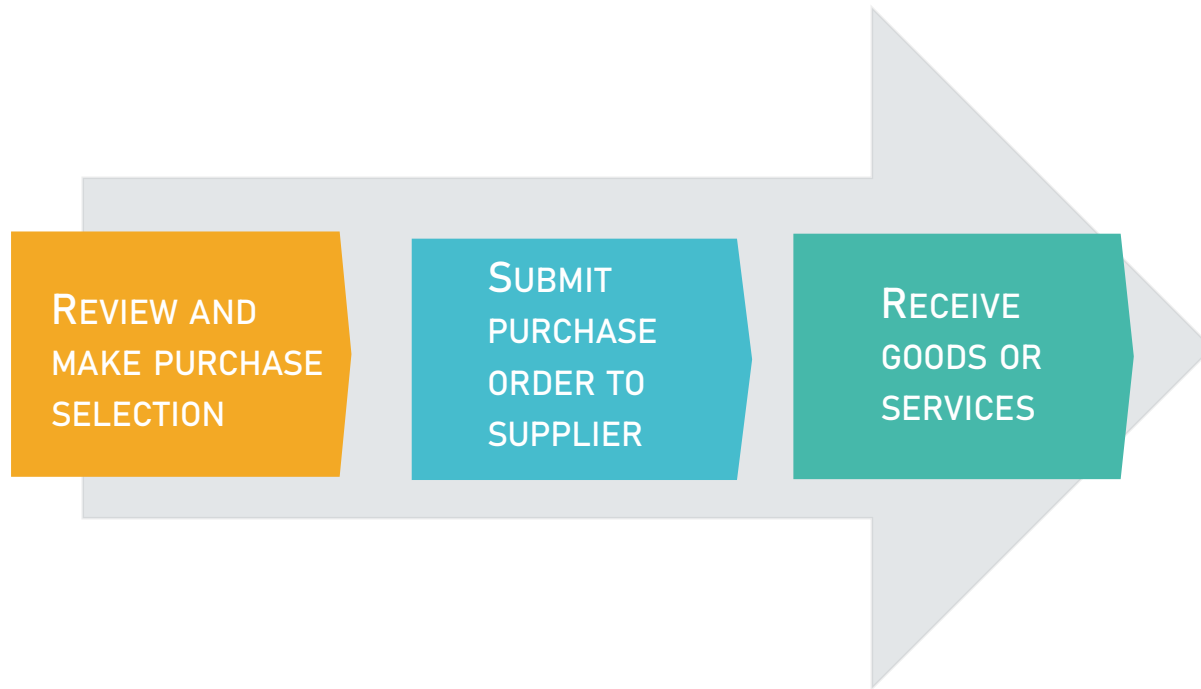 Review and
make purchase
selection
Submit
purchase
order to
supplier
Receive
goods or
services